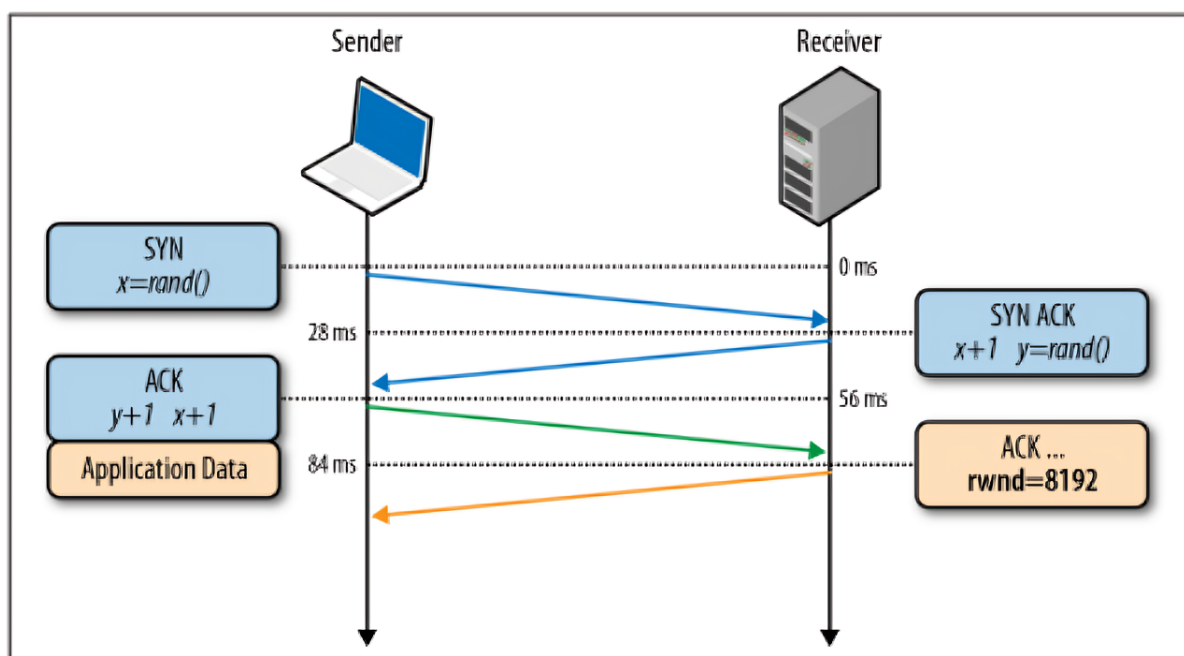 Sender
Receiver
SYN
x=rand()
0 ms
28 ms
SYN ACK
x+1 y=rand()
ACK
y+1 x+1
56 ms
Application Data
84 ms
ACK ...
rwnd=8192